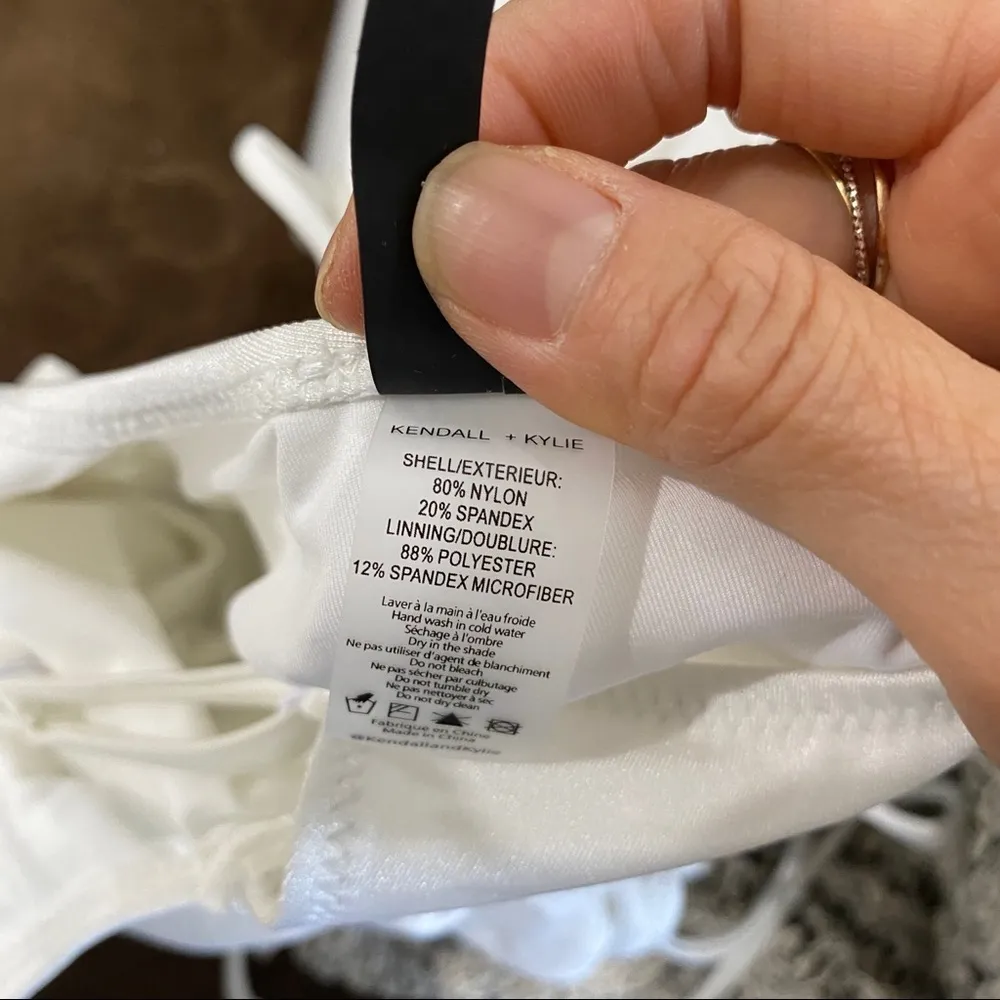 KENDALL + KYLIE
SHELL/EXTERIEUR:
80% NYLON
20% SPANDEX
LINNING/DOUBLURE:
88% POLYESTER
12% SPANDEX MICROFIBER
Laver à la main à l'eau froide
Hand wash in cold water
Séchage à l'ombre
Dry in the shade
Ne pas utiliser d'agent de blanchiment
Do not bleach
Ne pas sécher par culbutage
Do not tumble dry
Ne pas nettoyer à sec
Do not dry clean
Fabrique en Chine
Made in China
@KendallandKylie